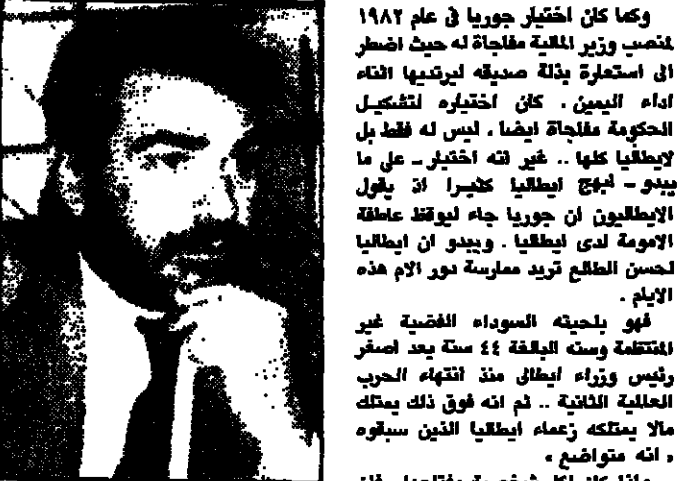 وكما كان اختيار جوريا في عام ١٩٨٢
لمنصب وزير المالية مفاجأة له حيث اضطر
الى استعارة بذلة صديقه ليرتديها اثناء
اداء اليمين . كان اختياره لتشكيل
الحكومة مفاجأة ايضا ، ليس له فقط بل
لايطاليا كلها .. غير انه اختيار ـ على ما
يبدو ـ ابهج ايطاليا كثيرا اذ يقول
الايطاليون ان جوريا جاء ليوقظ عاطفة
الامومة لدى ايطاليا . ويبدو ان ايطاليا
لحسن الطالع تريد ممارسة دور الام هذه
الايام .
فهو بلحيته السوداء الفضية غير
المنتظمة وسنه البالغة ٤٤ سنة يعد اصغر
رئيس وزراء ايطالى منذ انتهاء الحرب
العالمية الثانية .. ثم انه فوق ذلك يمتلك
مالا يمتلكه زعماء ايطاليا الذين سبقوه
« انه متواضع »